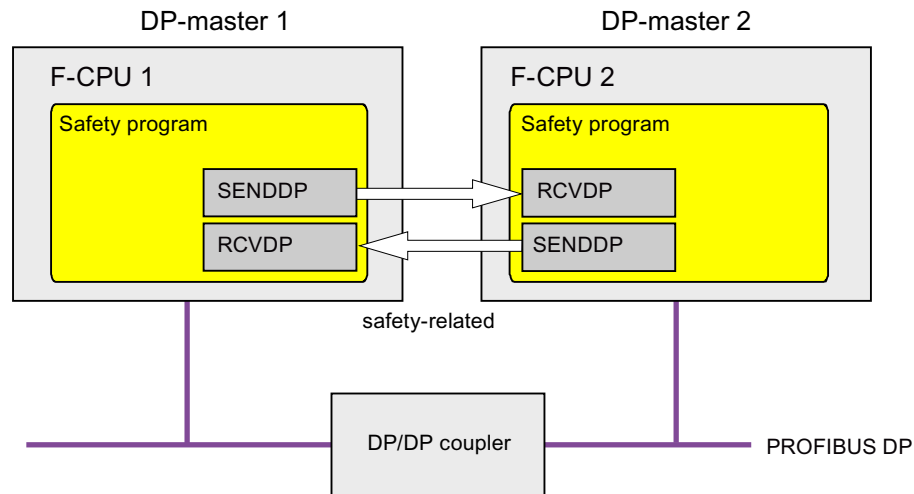 DP-master 1
DP-master 2
F-CPU 1
F-CPU 2
Safety program
Safety program
SENDDP
RCVDP
RCVDP
SENDDP
safety-related
DP/DP coupler
PROFIBUS DP